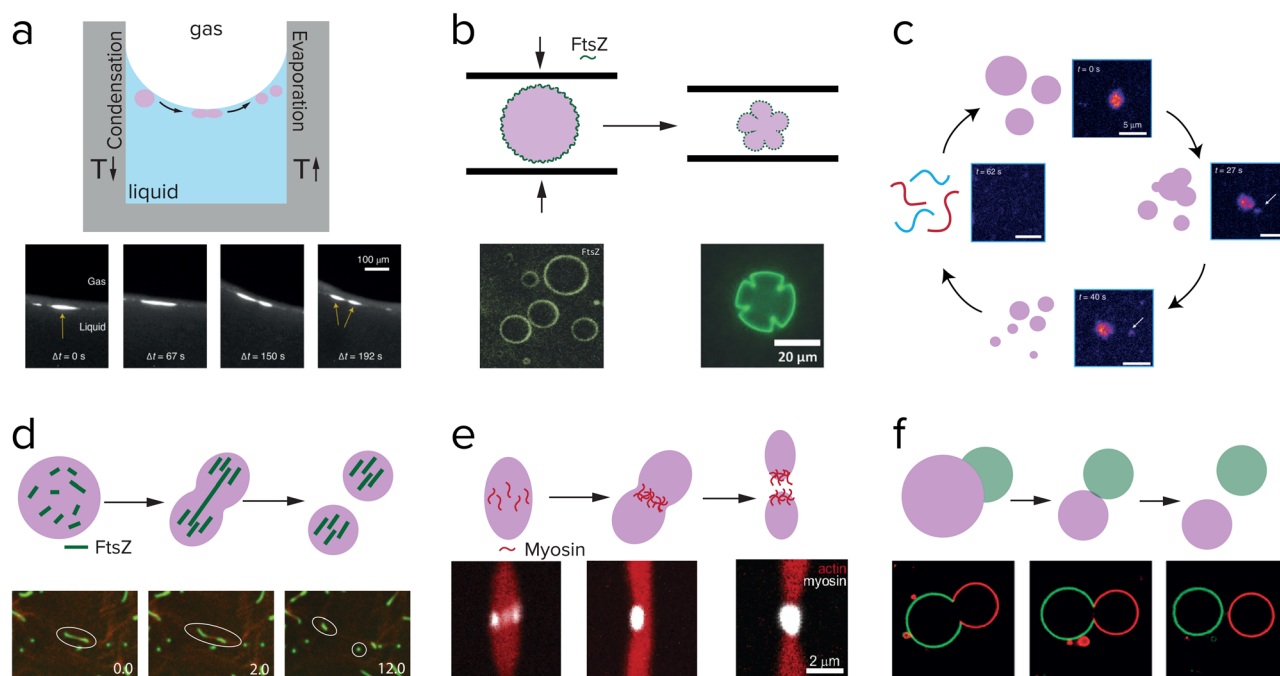 a
gas
Condensation
Evaporation
T↓
T↑
liquid
100 μm
Gas
Liquid
Δt = 0 s
Δt = 67 s
Δt = 150 s
Δt = 192 s
b
FtsZ
FtsZ
20 μm
c
t = 0 s
5 μm
t = 62 s
t = 27 s
t = 40 s
d
FtsZ
0.0
2.0
12.0
e
Myosin
actin
myosin
2 μm
f